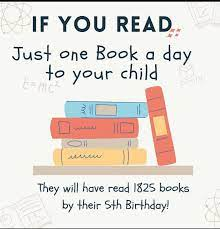 IF YOU READ
Just one Book a day
to your child
E=mc²
They will have read 1825 books
by their 5th Birthday!